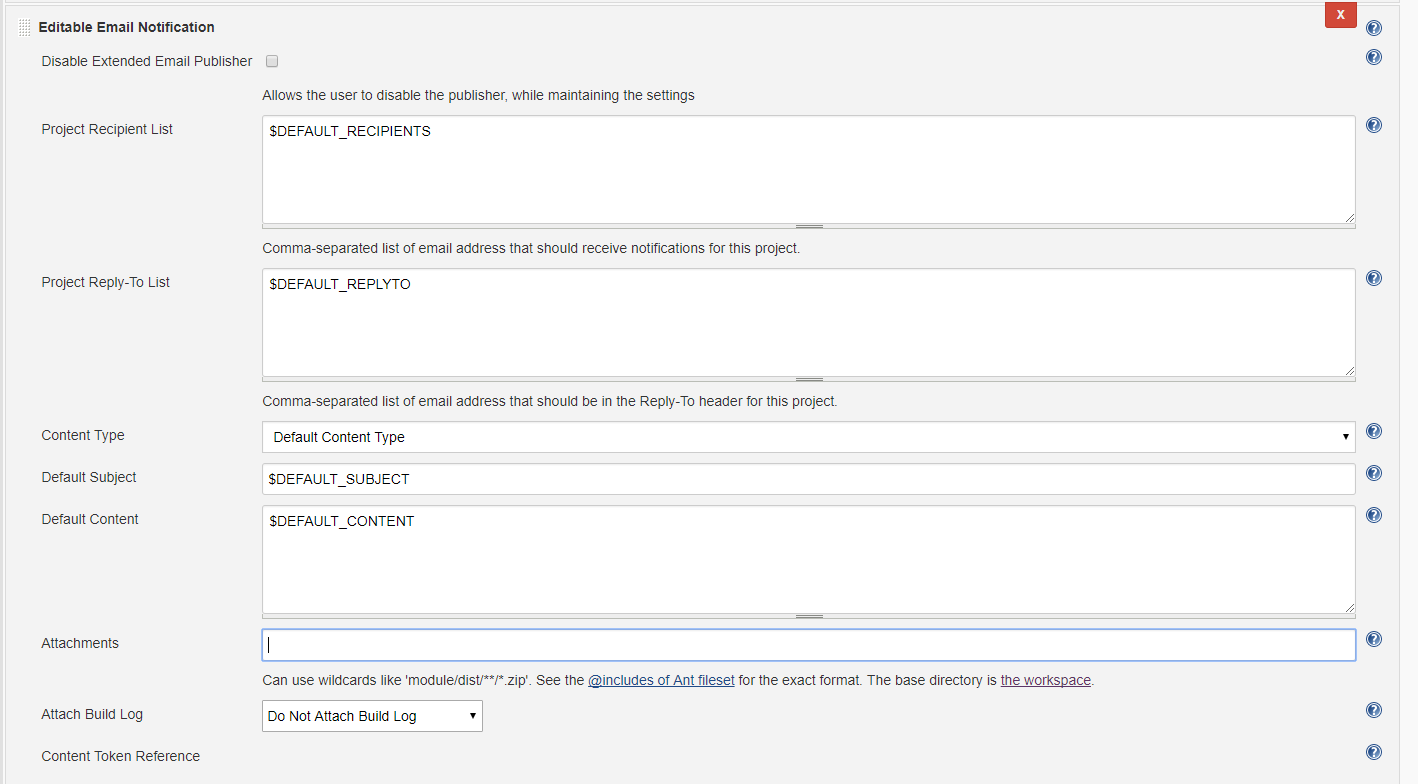 Editable Email Notification
X
Disable Extended Email Publisher
Allows the user to disable the publisher, while maintaining the settings
Project Recipient List
$DEFAULT_RECIPIENTS
Comma-separated list of email address that should receive notifications for this project.
Project Reply-To List
$DEFAULT_REPLYTO
Comma-separated list of email address that should be in the Reply-To header for this project.
Content Type
Default Content Type
Default Subject
$DEFAULT_SUBJECT
Default Content
$DEFAULT_CONTENT
Attachments
Can use wildcards like 'module/dist/**/*.zip'. See the @includes of Ant fileset for the exact format. The base directory is the workspace.
Attach Build Log
Do Not Attach Build Log
Content Token Reference